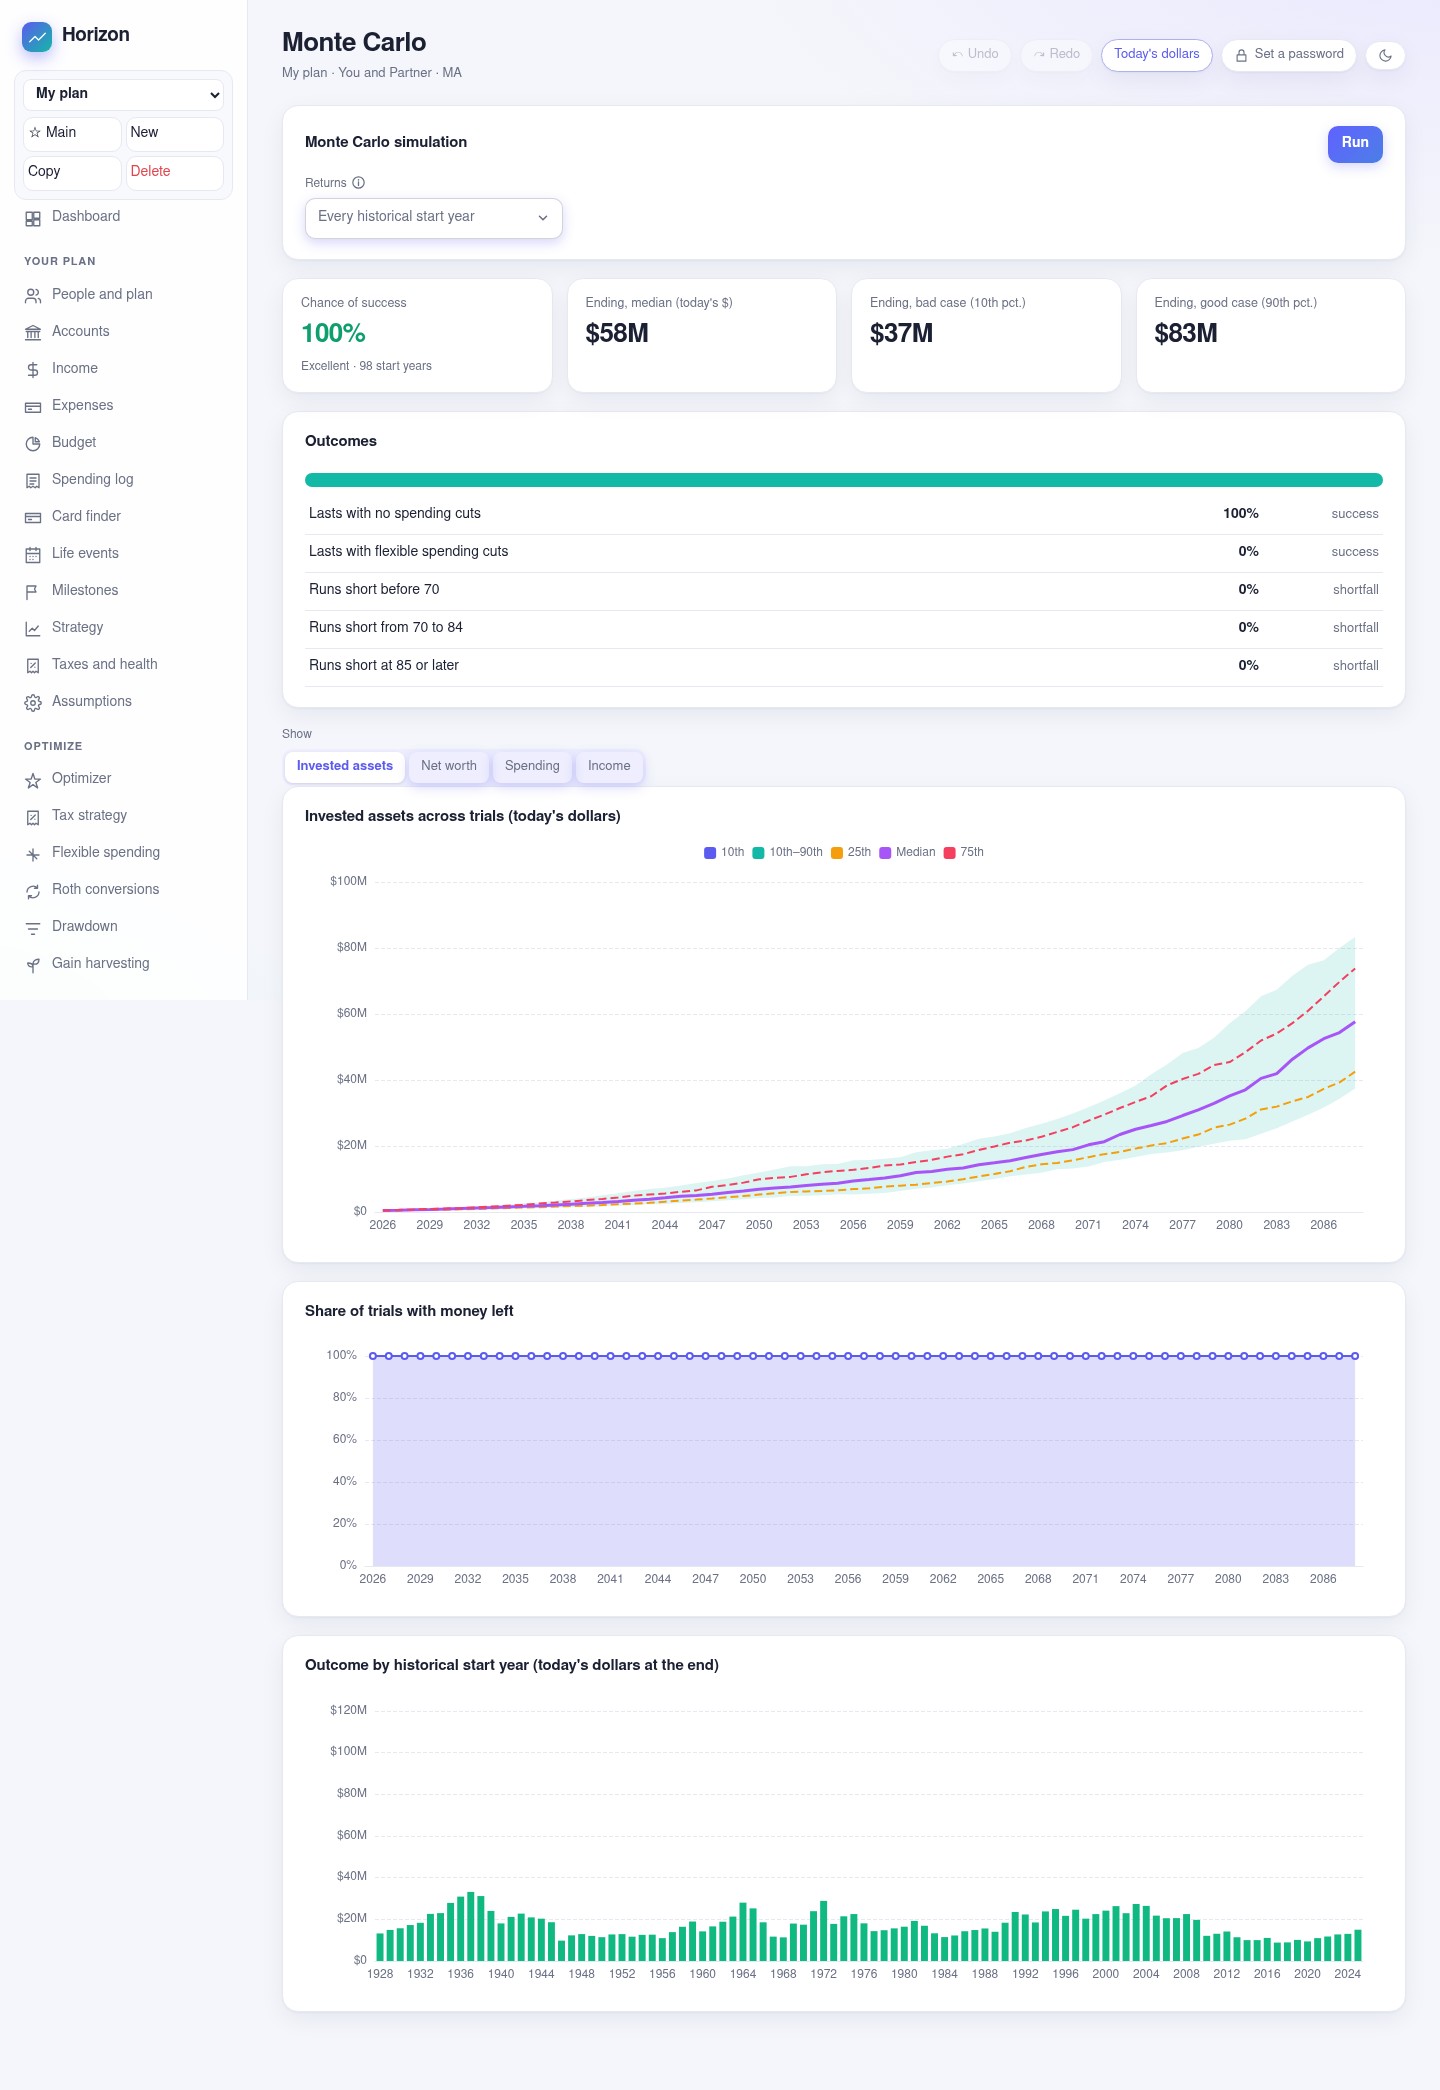 Horizon
My plan
☆ Main
New
Copy
Delete
Dashboard
YOUR PLAN
People and plan
Accounts
Income
Expenses
Budget
Spending log
Card finder
Life events
Milestones
Strategy
Taxes and health
Assumptions
OPTIMIZE
Optimizer
Tax strategy
Flexible spending
Roth conversions
Drawdown
Gain harvesting
Monte Carlo
My plan · You and Partner · MA
Undo
Redo
Today's dollars
Set a password
Monte Carlo simulation
Run
Returns
Every historical start year
Chance of success
100%
Excellent · 98 start years
Ending, median (today's $)
$58M
Ending, bad case (10th pct.)
$37M
Ending, good case (90th pct.)
$83M
Outcomes
Lasts with no spending cuts 100% success
Lasts with flexible spending cuts 0% success
Runs short before 70 0% shortfall
Runs short from 70 to 84 0% shortfall
Runs short at 85 or later 0% shortfall
Show
Invested assets Net worth Spending Income
Invested assets across trials (today's dollars)
10th 10th–90th 25th Median 75th
$100M
$80M
$60M
$40M
$20M
$0
2026 2029 2032 2035 2038 2041 2044 2047 2050 2053 2056 2059 2062 2065 2068 2071 2074 2077 2080 2083 2086
Share of trials with money left
100%
80%
60%
40%
20%
0%
2026 2029 2032 2035 2038 2041 2044 2047 2050 2053 2056 2059 2062 2065 2068 2071 2074 2077 2080 2083 2086
Outcome by historical start year (today's dollars at the end)
$120M
$100M
$80M
$60M
$40M
$20M
$0
1928 1932 1936 1940 1944 1948 1952 1956 1960 1964 1968 1972 1976 1980 1984 1988 1992 1996 2000 2004 2008 2012 2016 2020 2024